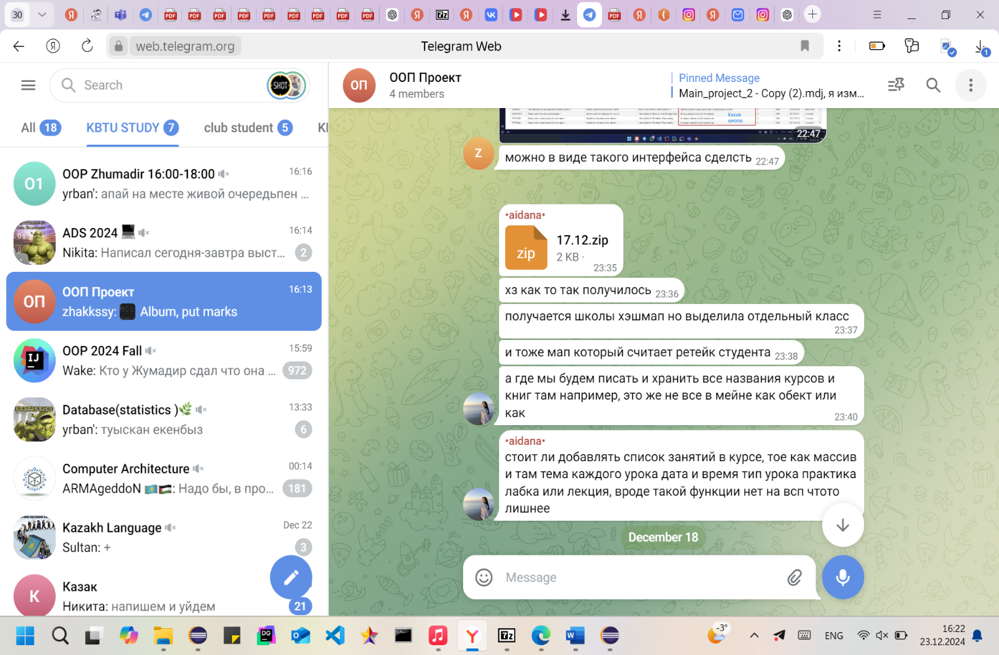 30
web.telegram.org
Telegram Web
1
Search
SHOT
All 18
KBTU STUDY 7
club student 5
KI
O1
OOP Zhumadir 16:00-18:00
16:16
yrban': апай на месте живой очередьпен ...
ADS 2024
16:14
Nikita: Написал сегодня-завтра выст...
2
ОП
ООП Проект
16:13
zhakkssy: Album, put marks
OOP 2024 Fall
15:59
Wake: Кто у Жумадир сдал что она ...
972
STATISTICS
Database(statistics )
13:33
yrban': туыскан екенбыз
6
Computer Architecture
00:14
ARMAgeddoN : Надо бы, в про...
181
Kazakh Language
Dec 22
Sultan: +
3
К
Казак
Никита: напишем и уйдем
21
ОП
ООП Проект
4 members
Pinned Message
Main_project_2 - Copy (2).mdj, я изм...
Какая
школа
22:47
Z
можно в виде такого интерфейса сделсть 22:47
•aidana•
zip
17.12.zip
2 KB ·
23:35
хз как то так получилось 23:36
получается школы хэшмап но выделила отдельный класс
23:37
и тоже мап который считает ретейк студента 23:38
а где мы будем писать и хранить все названия курсов и
книг там например, это же не все в мейне как обект или
как
23:40
•aidana•
стоит ли добавлять список занятий в курсе, тое как массив
и там тема каждого урока дата и время тип урока практика
лабка или лекция, вроде такой функции нет на всп чтото
лишнее
December 18
Message
-3°
ENG
16:22
23.12.2024